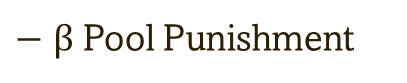 – β Pool Punishment